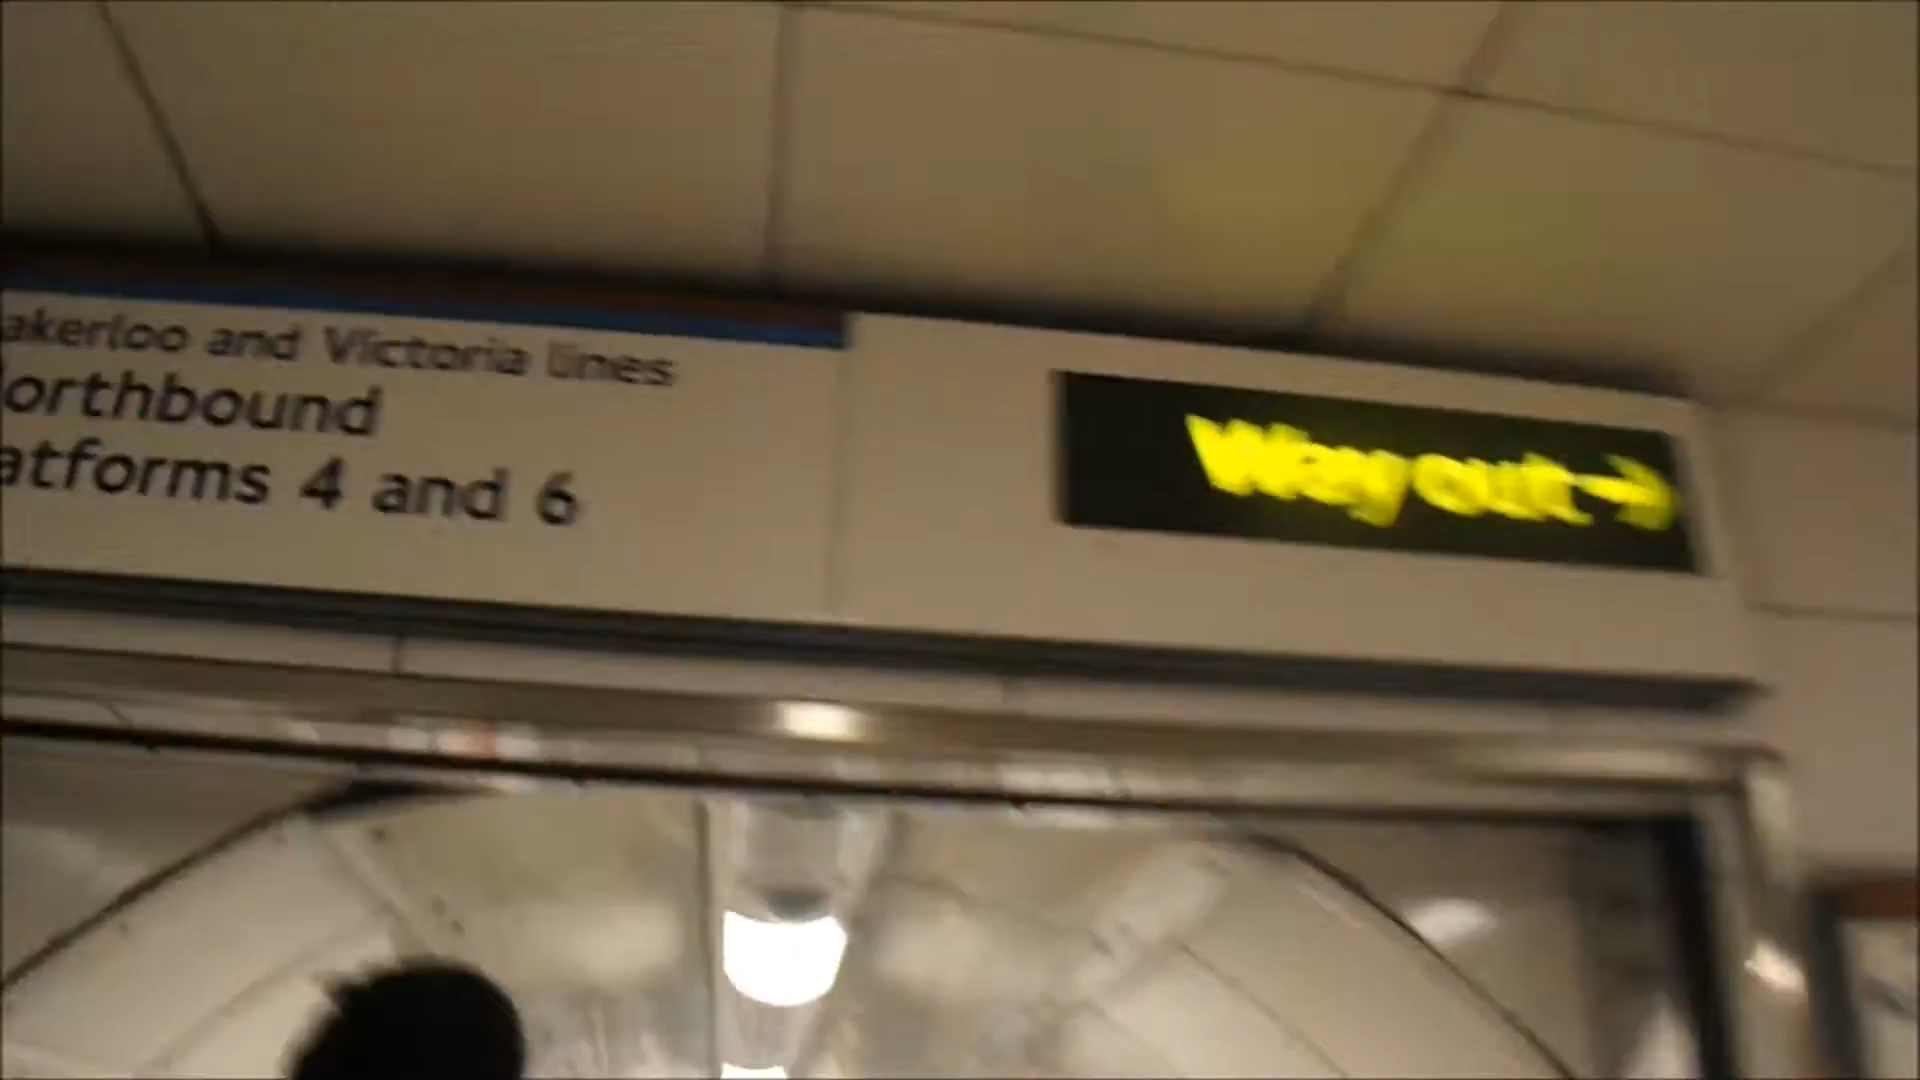 akerloo and Victoria lines
orthbound
atforms 4 and 6
Way out →